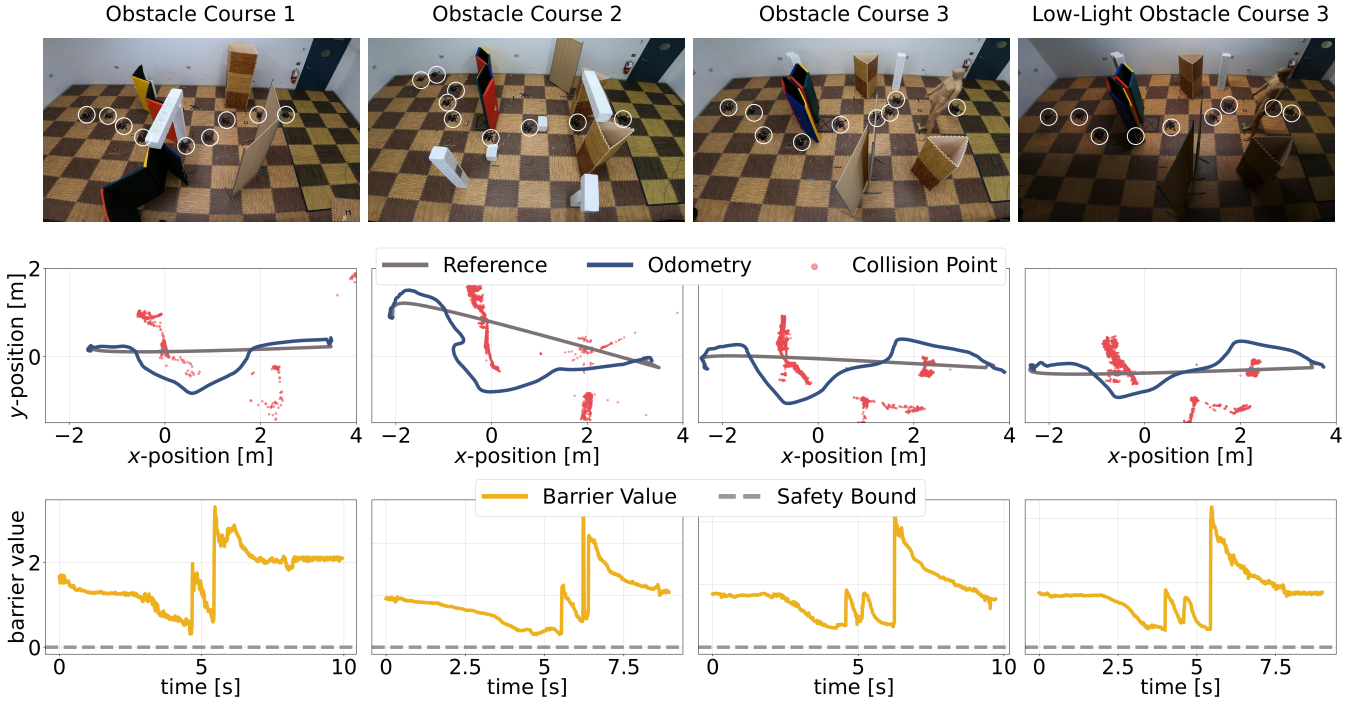 Obstacle Course 1
Obstacle Course 2
Obstacle Course 3
Low-Light Obstacle Course 3
Reference
Odometry
Collision Point
y-position [m]
2
0
−2
0
2
4
−2
0
2
4
−2
0
2
4
−2
0
2
4
x-position [m]
x-position [m]
x-position [m]
x-position [m]
Barrier Value
Safety Bound
barrier value
2
0
0
5
10
0
2.5
5
7.5
0
5
10
0
2.5
5
7.5
time [s]
time [s]
time [s]
time [s]